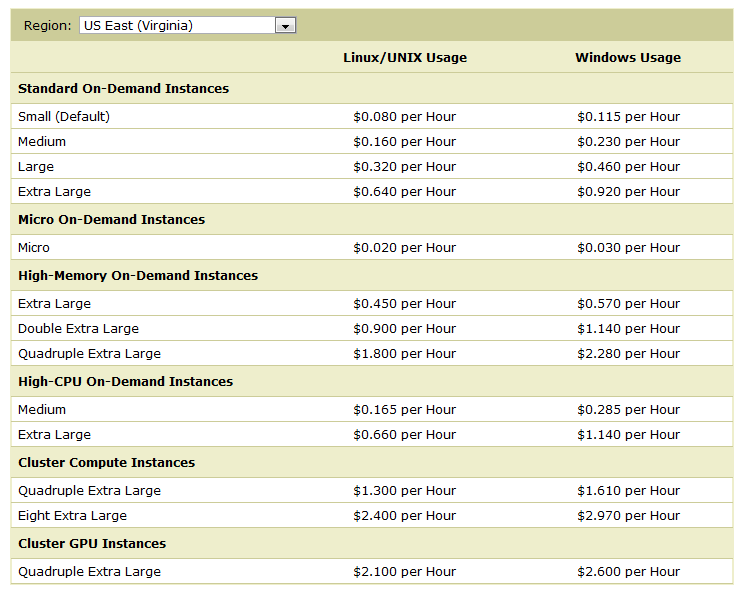 Region: US East (Virginia)
Linux/UNIX Usage Windows Usage
Standard On-Demand Instances
Small (Default) $0.080 per Hour $0.115 per Hour
Medium $0.160 per Hour $0.230 per Hour
Large $0.320 per Hour $0.460 per Hour
Extra Large $0.640 per Hour $0.920 per Hour
Micro On-Demand Instances
Micro $0.020 per Hour $0.030 per Hour
High-Memory On-Demand Instances
Extra Large $0.450 per Hour $0.570 per Hour
Double Extra Large $0.900 per Hour $1.140 per Hour
Quadruple Extra Large $1.800 per Hour $2.280 per Hour
High-CPU On-Demand Instances
Medium $0.165 per Hour $0.285 per Hour
Extra Large $0.660 per Hour $1.140 per Hour
Cluster Compute Instances
Quadruple Extra Large $1.300 per Hour $1.610 per Hour
Eight Extra Large $2.400 per Hour $2.970 per Hour
Cluster GPU Instances
Quadruple Extra Large $2.100 per Hour $2.600 per Hour